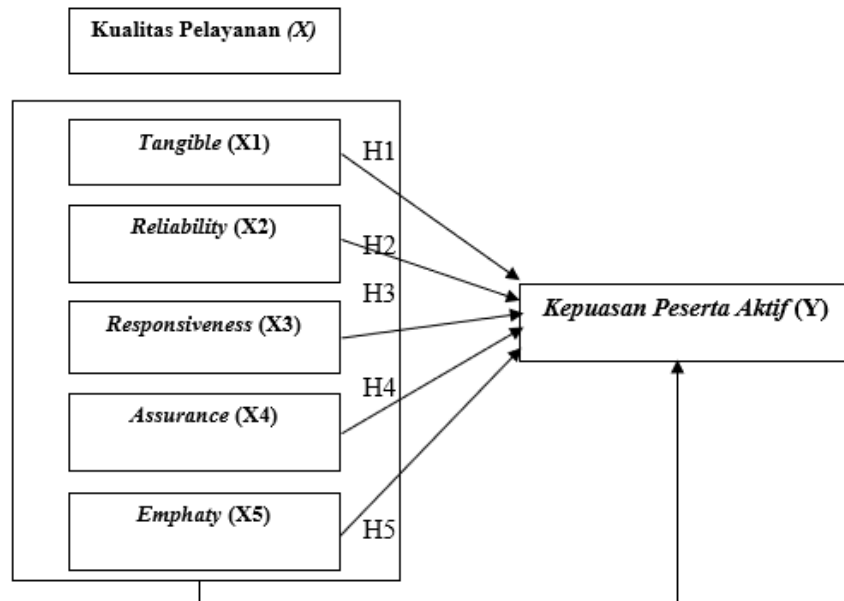 Kualitas Pelayanan (X)
Tangible (X1)
H1
Reliability (X2)
H2
H3
Kepuasan Peserta Aktif (Y)
Responsiveness (X3)
H4
Assurance (X4)
Emphaty (X5)
H5